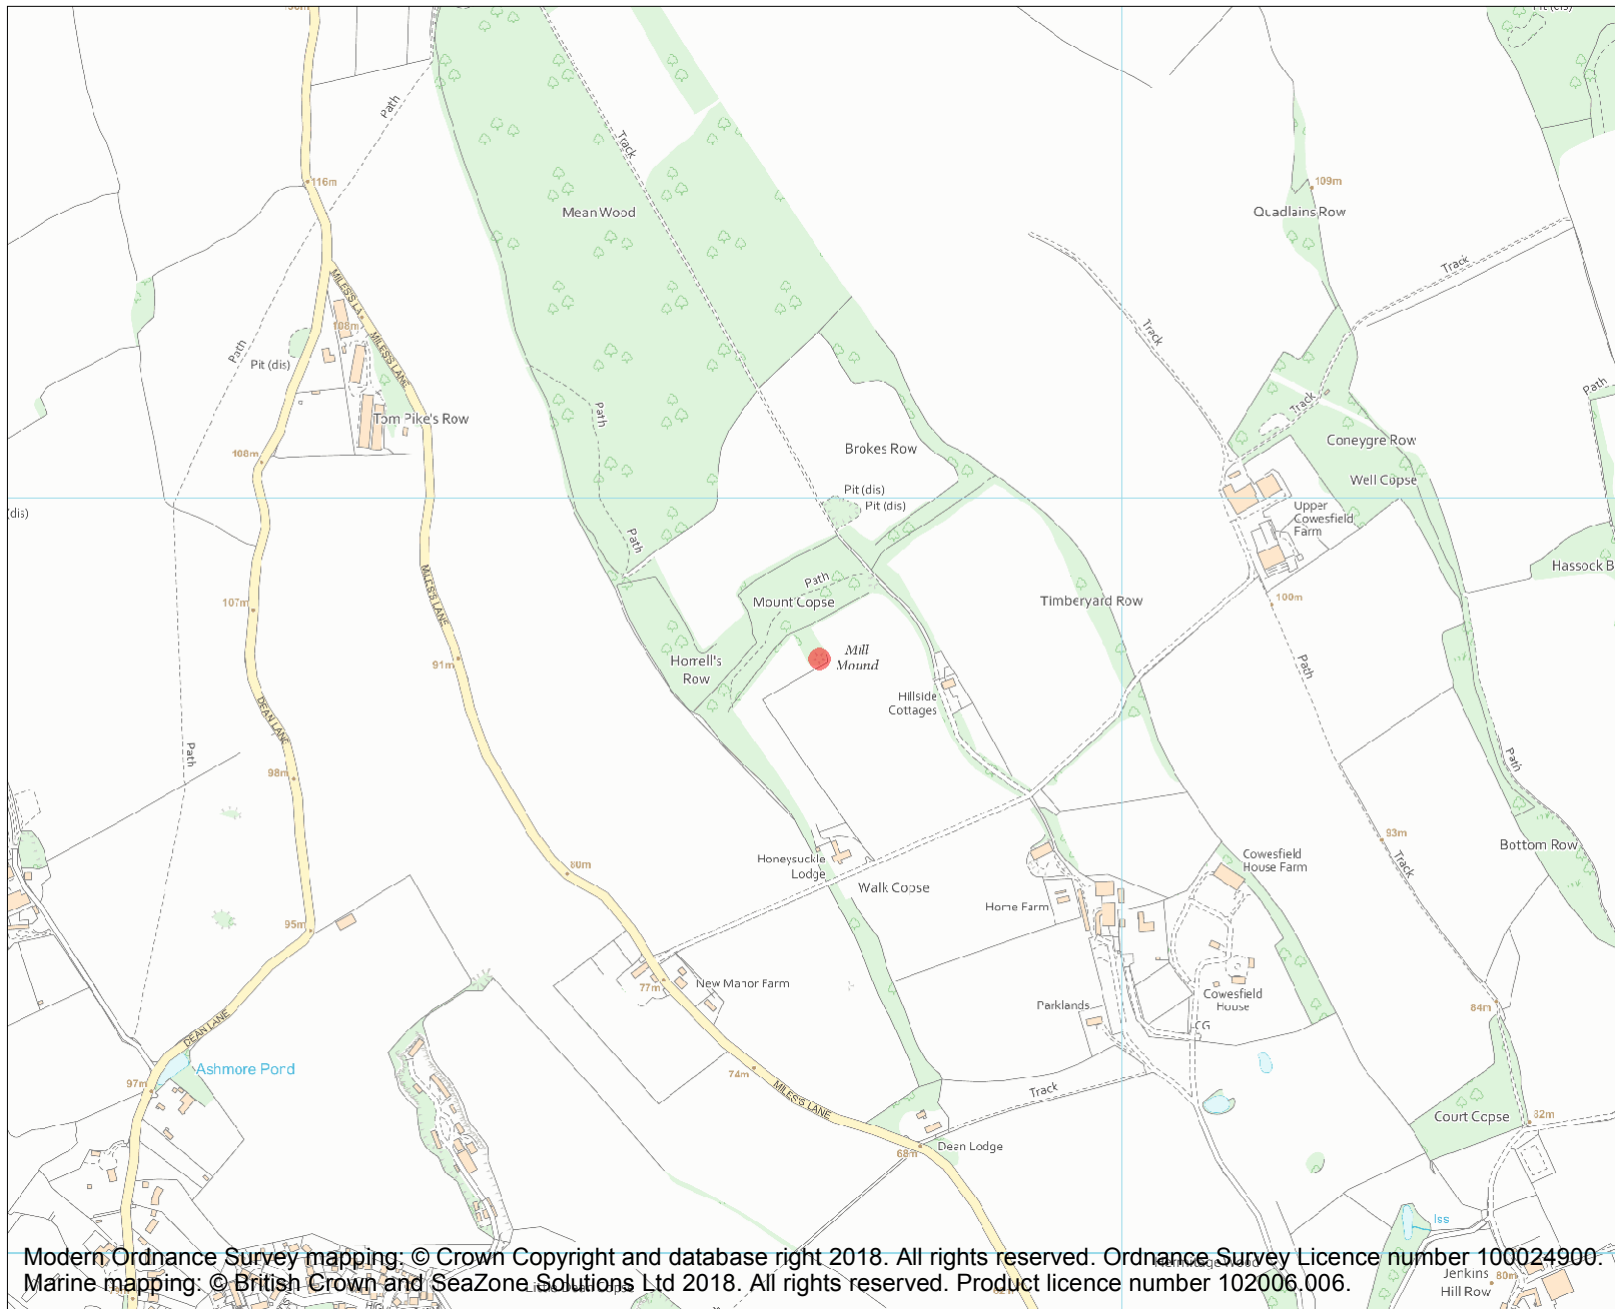 Path
116m
Track
Mean Wood
109m
Quadlains Row
Track
MILES'S LA
108m
MILES'S LANE
Track
Path
Pit (dis)
Path
Tom Pike's Row
Path
Track
Coneygre Row
108m
Brokes Row
Well Copse
Pit (dis)
Pit (dis)
(dis)
Upper
Cowesfield
Farm
Path
Hassock B
MILES'S LANE
Path
107m
Mount Copse
Timberyard Row
100m
91m
Horrell's
Row
Mill
Mound
Path
Hillside
Cottages
DEAN LANE
Path
98m
Path
93m
80m
Honeysuckle
Lodge
Walk Copse
Cowesfield
House Farm
Track
Bottom Row
Home Farm
95m
77m
New Manor Farm
Parklands
Cowesfield
House
84m
CG
DEAN LANE
Ashmore Pond
97m
74m
MILES'S LANE
Track
Court Copse
82m
68m
Dean Lodge
Iss
Modern Ordnance Survey mapping: © Crown Copyright and database right 2018. All rights reserved. Ordnance Survey Licence number 100024900.
Marine mapping: © British Crown and SeaZone Solutions Ltd 2018. All rights reserved. Product licence number 102006.006.
Hermitage Wood
Little Dean Copse
Jenkins
Hill Row
80m